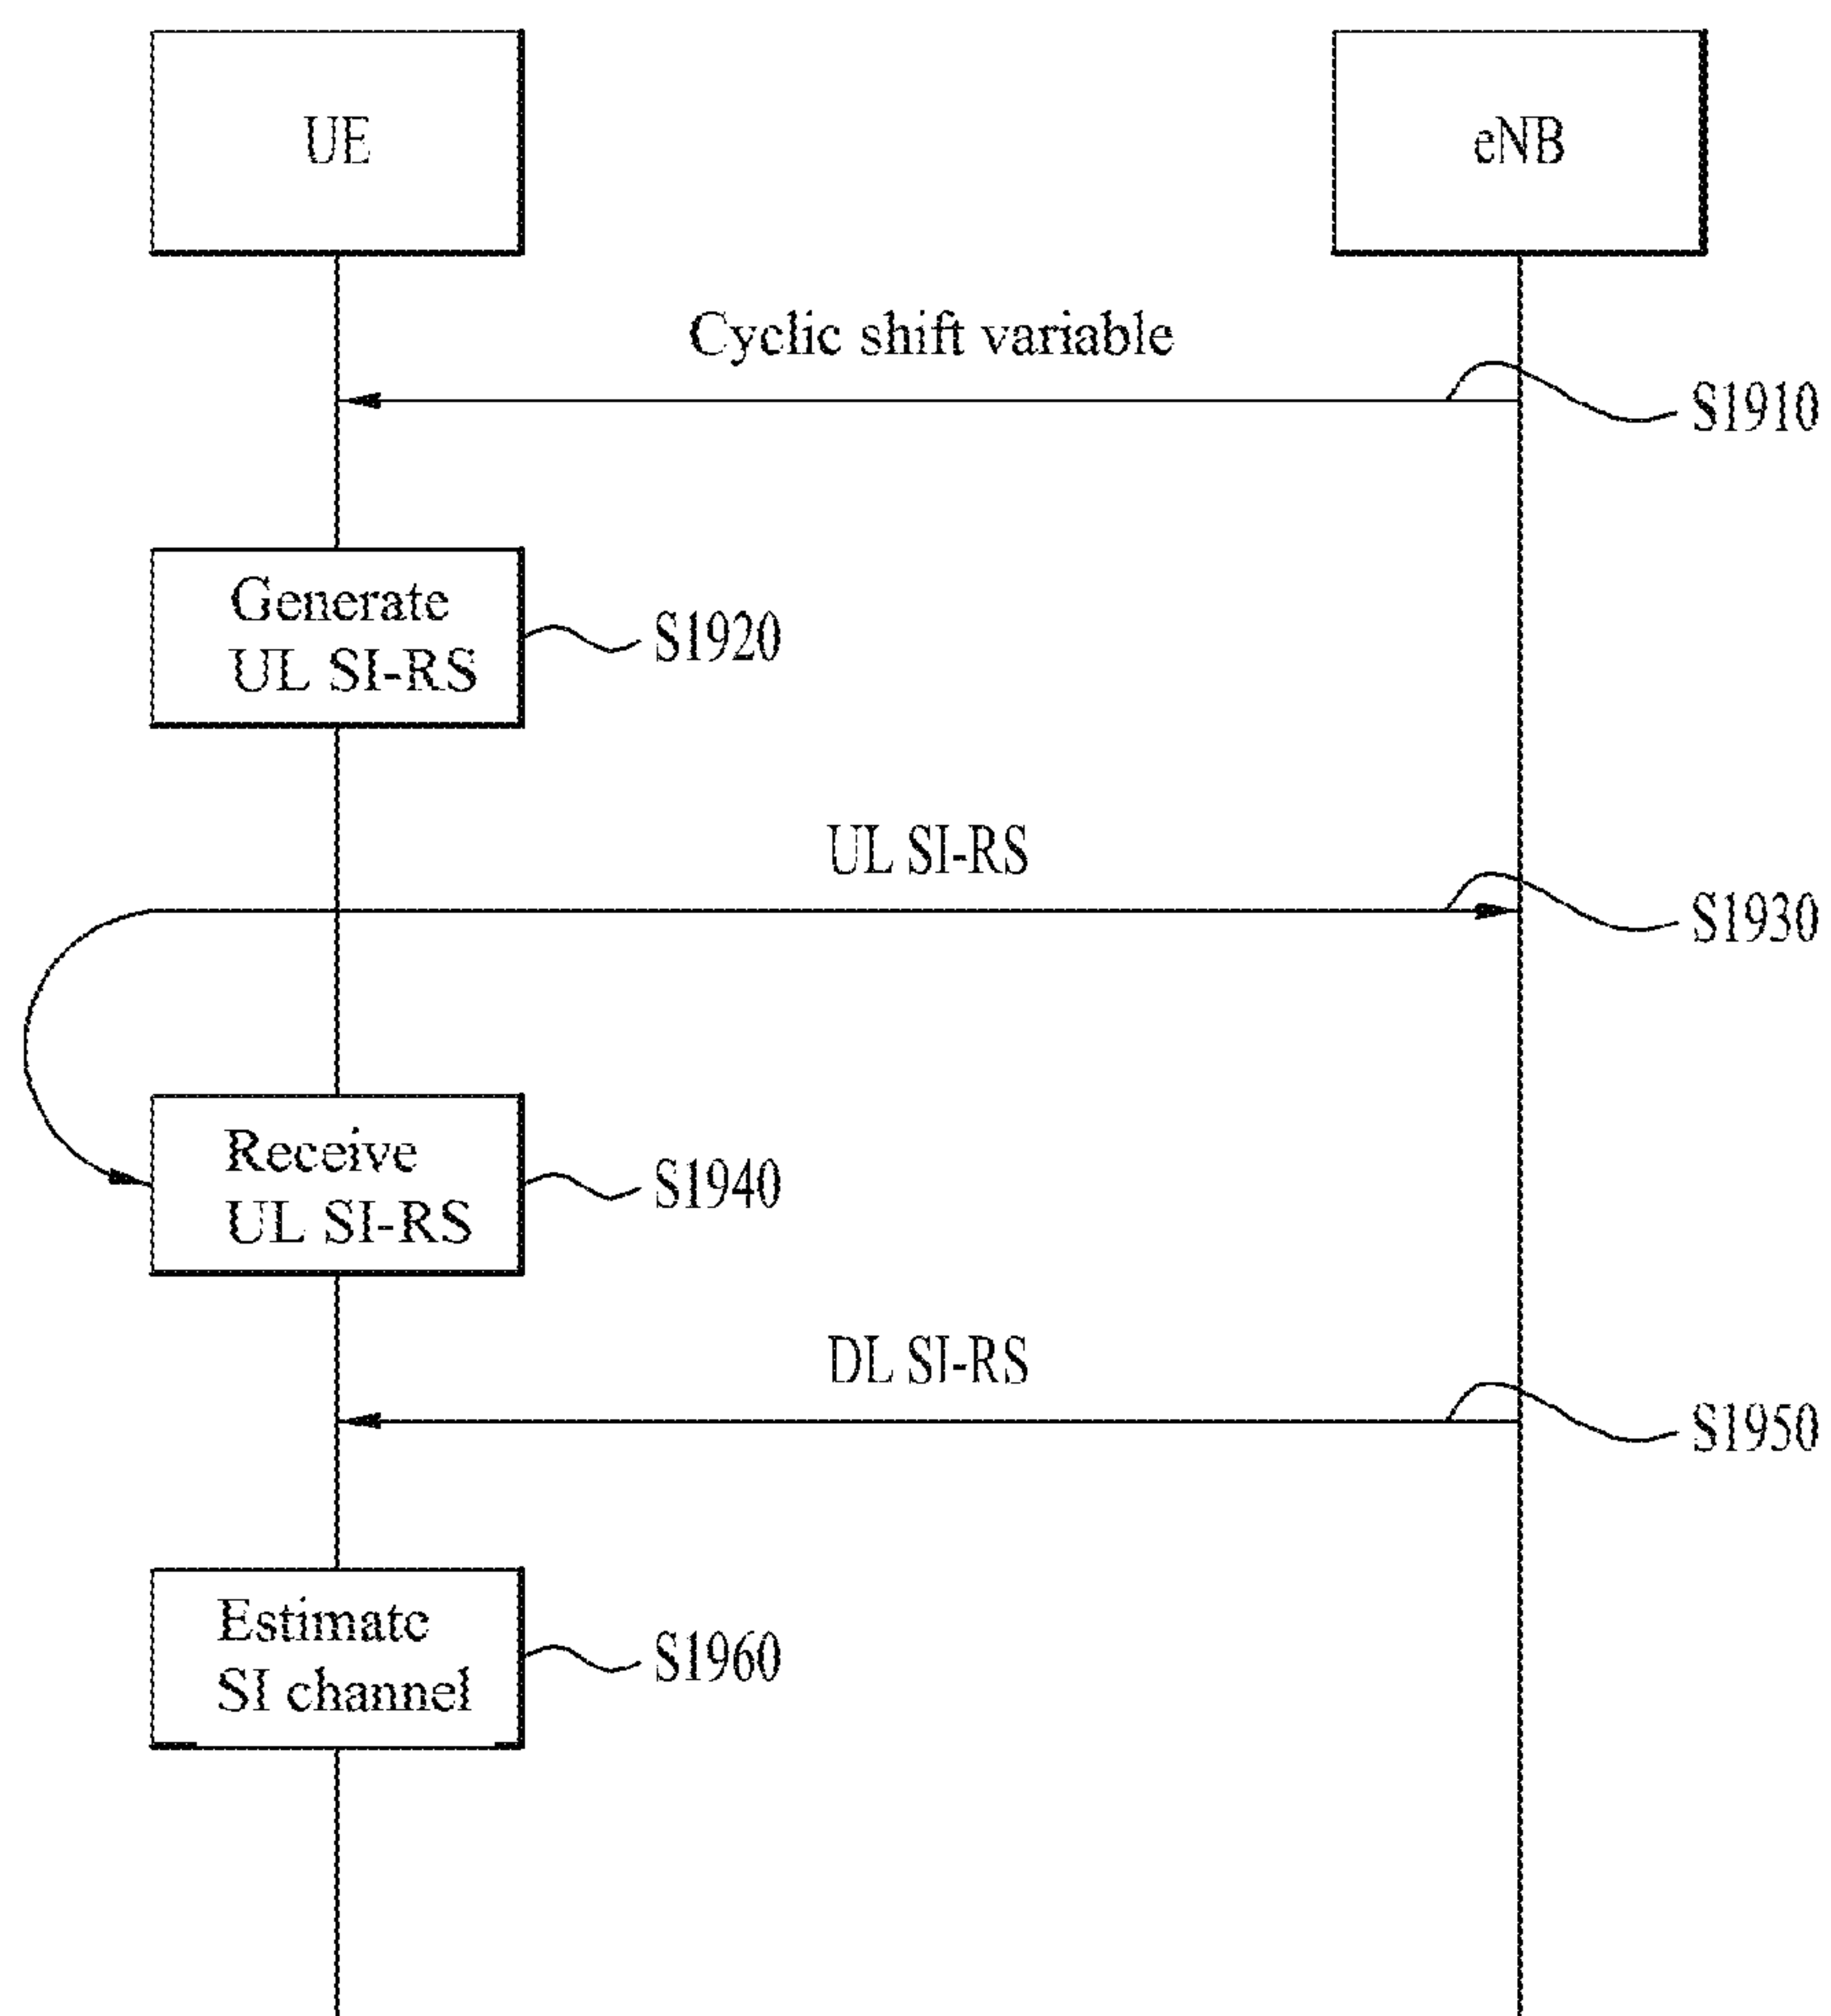 UE
eNB
Cyclic shift variable
S1910
Generate
UL SI-RS
S1920
UL SI-RS
S1930
Receive
UL SI-RS
S1940
DL SI-RS
S1950
Estimate
SI channel
S1960